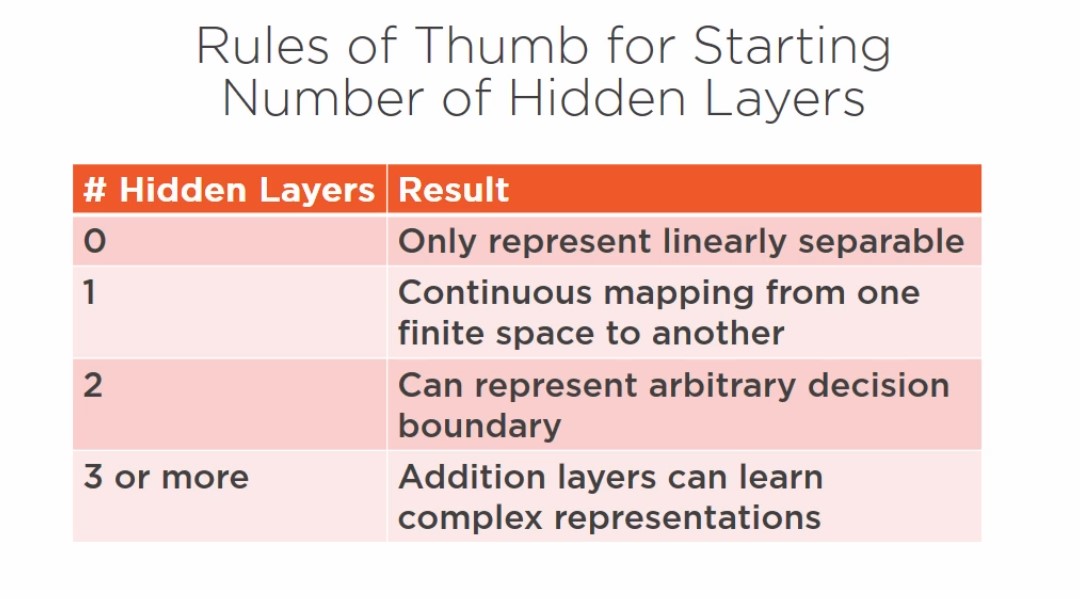 Rules of Thumb for Starting
Number of Hidden Layers
# Hidden Layers Result
0 Only represent linearly separable
1 Continuous mapping from one
finite space to another
2 Can represent arbitrary decision
boundary
3 or more Addition layers can learn
complex representations